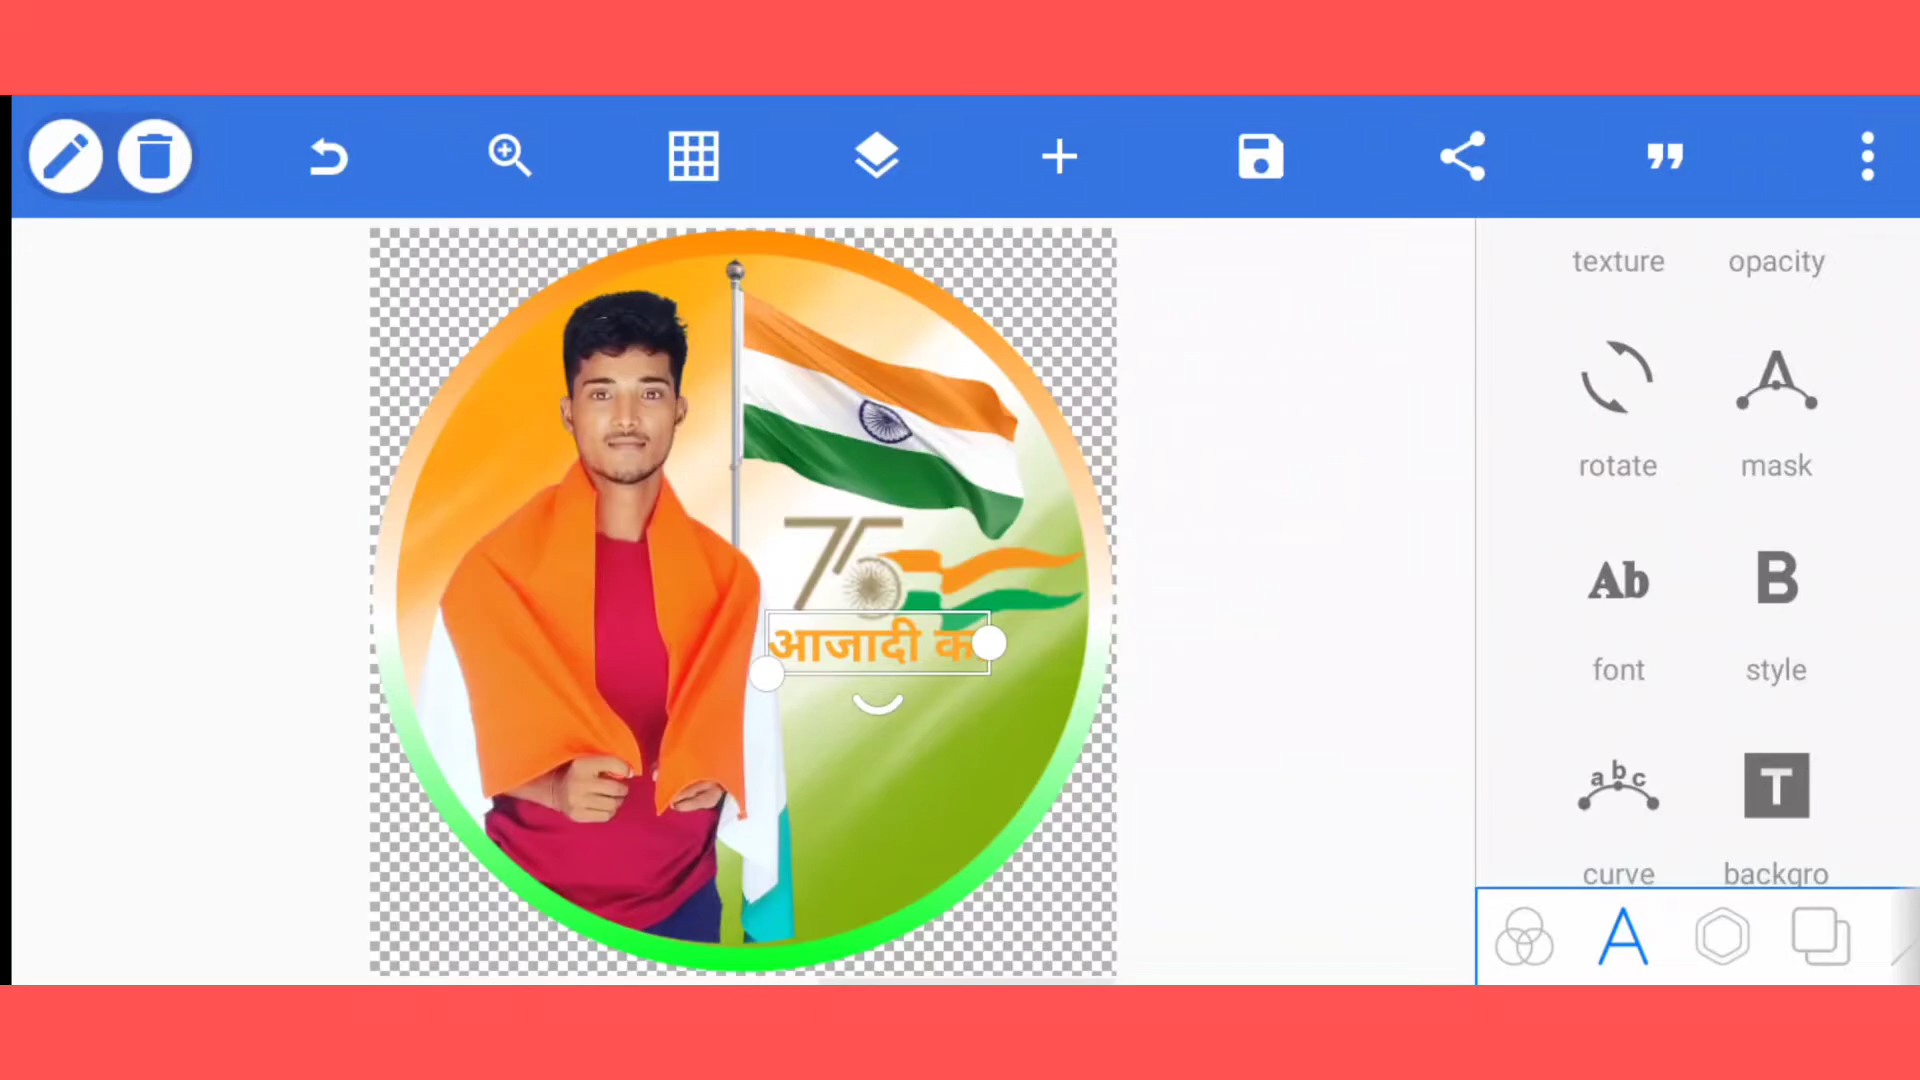 texture opacity
rotate mask
Ab B
font style
abc T
curve backgro
A
75
आजादी का